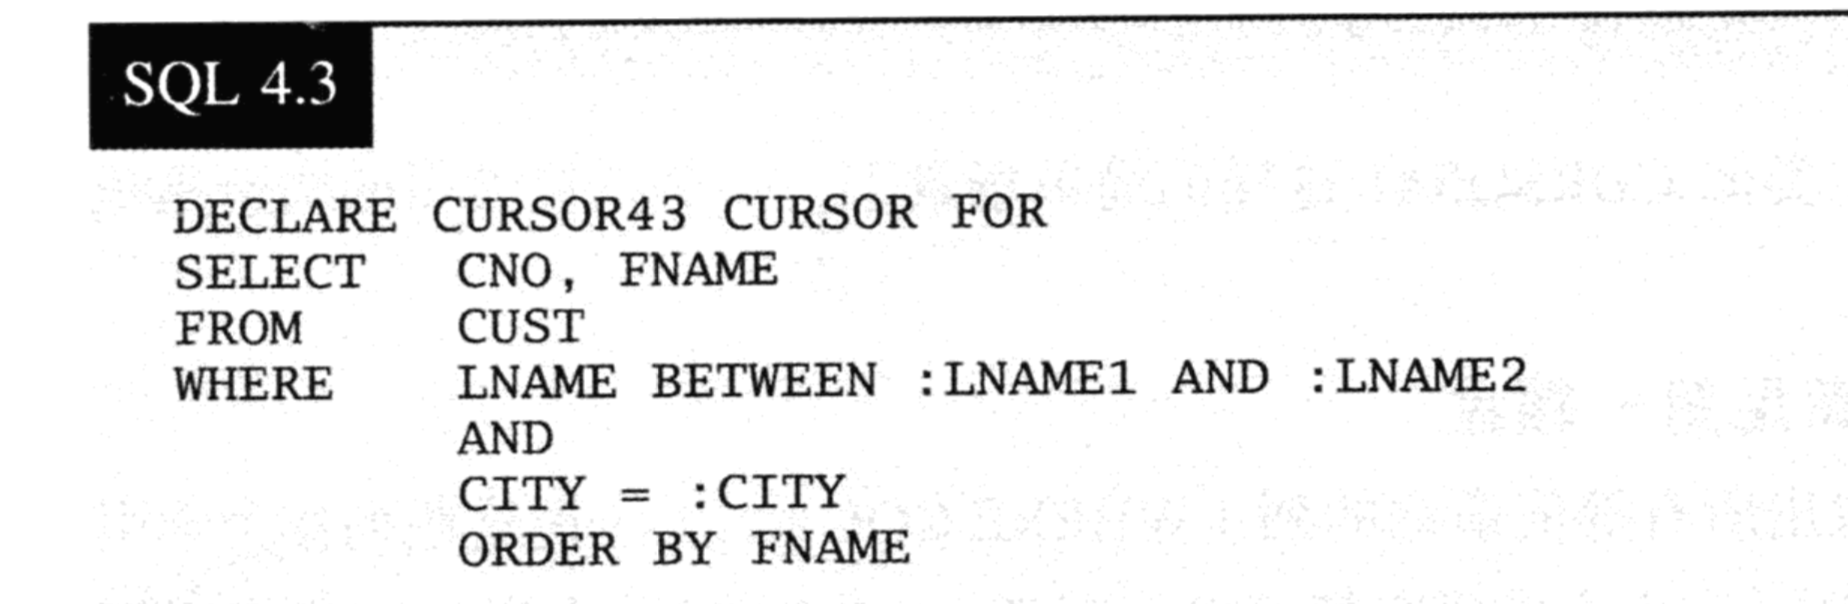 SQL 4.3
DECLARE CURSOR43 CURSOR FOR
SELECT CNO, FNAME
FROM CUST
WHERE LNAME BETWEEN :LNAME1 AND :LNAME2
AND
CITY = :CITY
ORDER BY FNAME